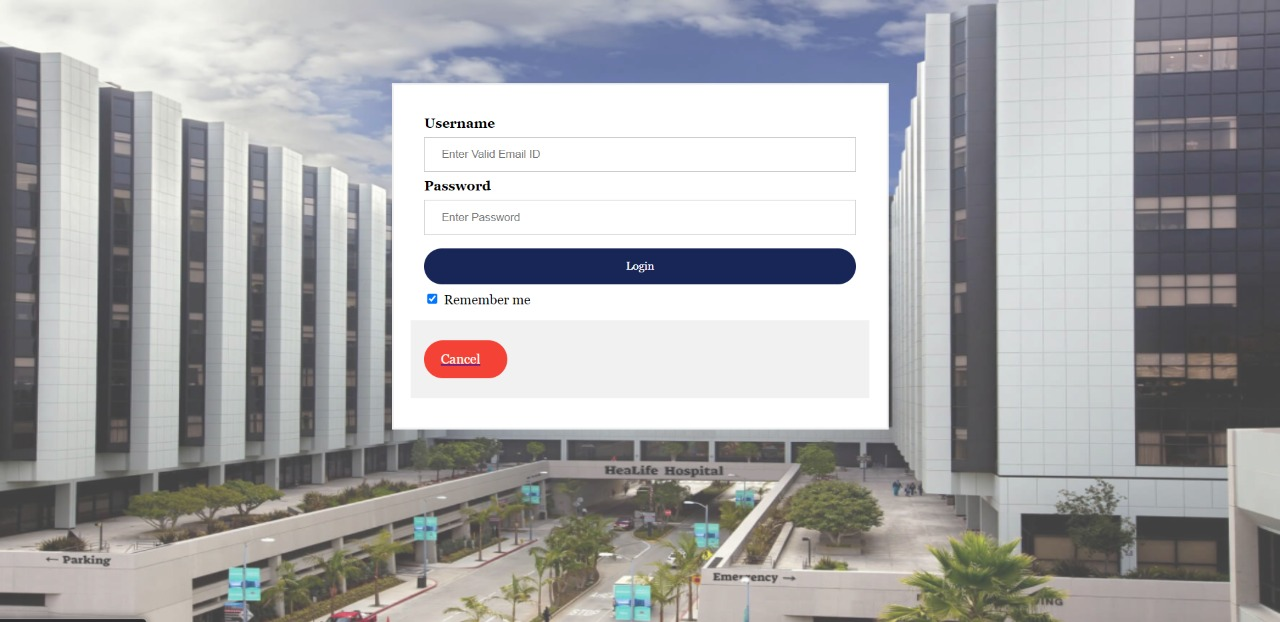 Username
Enter Valid Email ID
Password
Enter Password
Login
Remember me
Cancel
HeaLife Hospital
← Parking
Emergency →